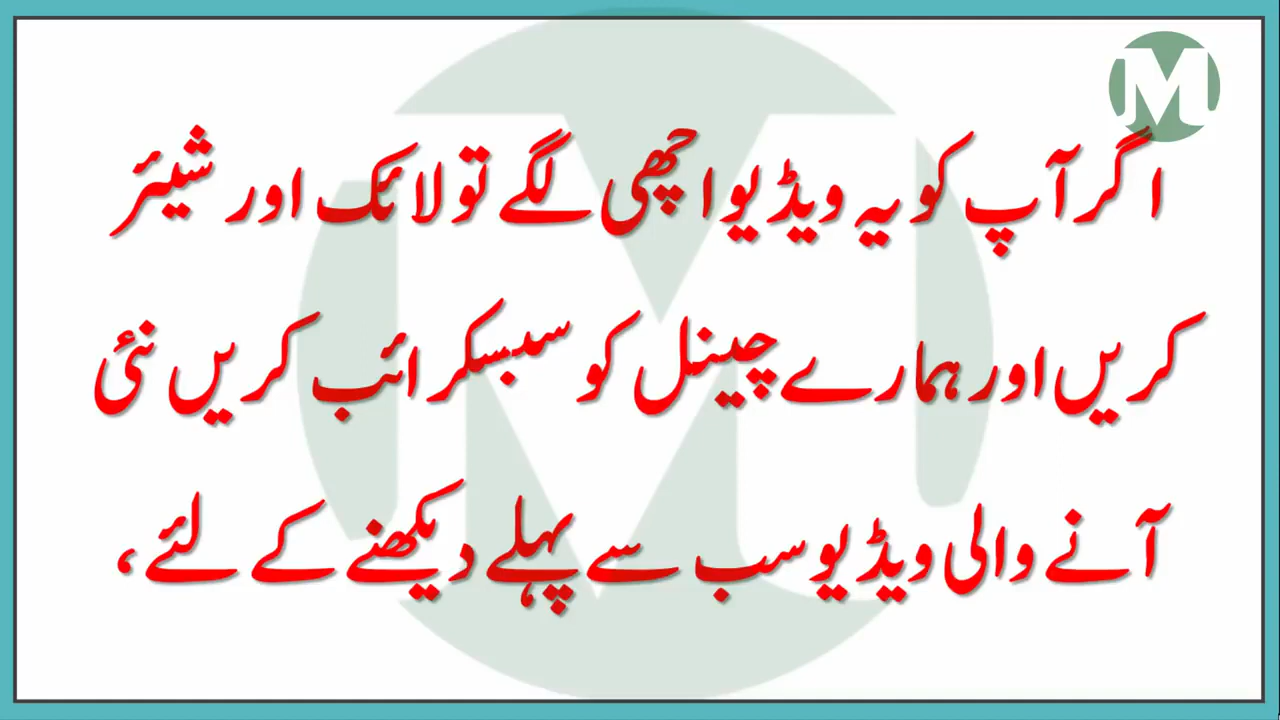 M
اگر آپ کو یہ ویڈیو اچھی لگے تو لائک اور شیئر
کریں اور ہمارے چینل کو سبسکرائب کریں نئی
آنے والی ویڈیو سب سے پہلے دیکھنے کے لئے،